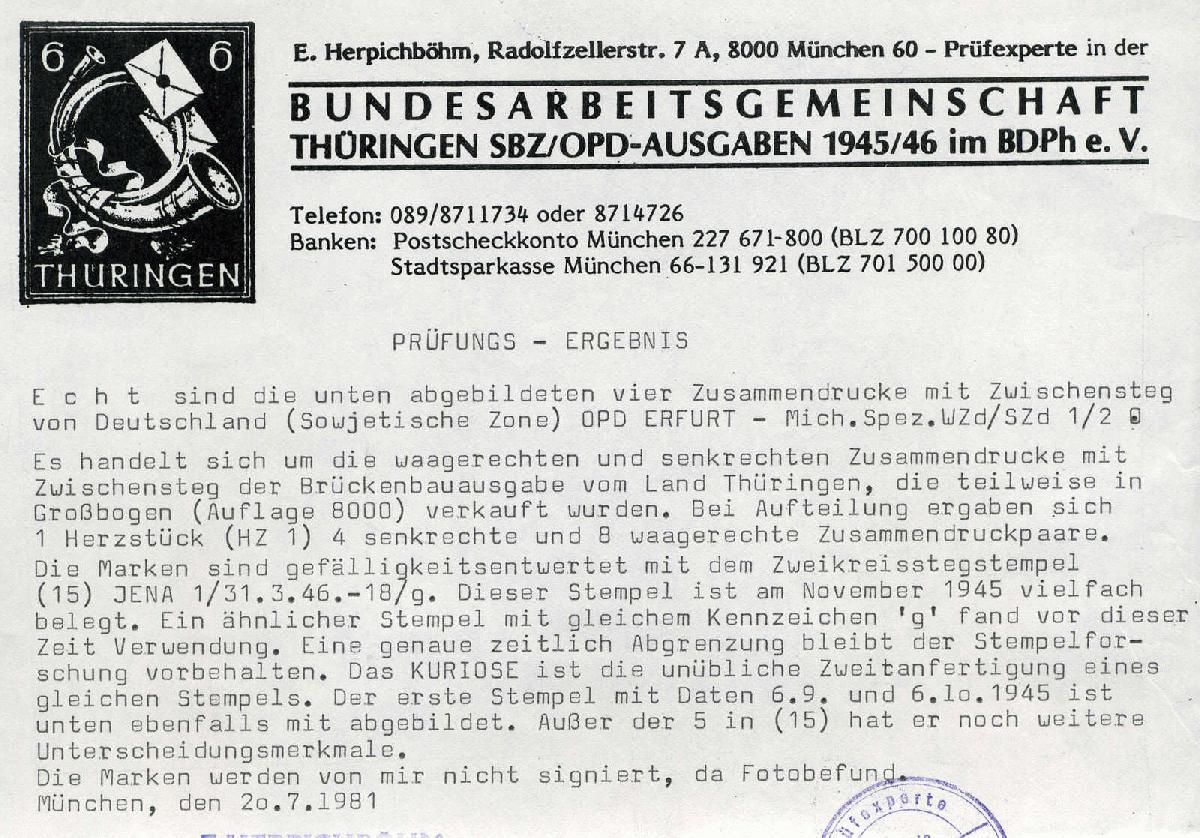 6 6
THÜRINGEN
E. Herpichböhm, Radolfzellerstr. 7 A, 8000 München 60 - Prüfexperte in der
BUNDESARBEITSGEMEINSCHAFT
THÜRINGEN SBZ/OPD-AUSGABEN 1945/46 im BDPh e. V.
Telefon: 089/8711734 oder 8714726
Banken: Postscheckkonto München 227 671-800 (BLZ 700 100 80)
Stadtsparkasse München 66-131 921 (BLZ 701 500 00)
PRÜFUNGS - ERGEBNIS
E c h t sind die unten abgebildeten vier Zusammendrucke mit Zwischensteg
von Deutschland (Sowjetische Zone) OPD ERFURT - Mich.Spez.WZd/SZd 1/2
Es handelt sich um die waagerechten und senkrechten Zusammendrucke mit
Zwischensteg der Brückenbauausgabe vom Land Thüringen, die teilweise in
Großbogen (Auflage 8000) verkauft wurden. Bei Aufteilung ergaben sich
1 Herzstück (HZ 1) 4 senkrechte und 8 waagerechte Zusammendruckpaare.
Die Marken sind gefälligkeitsentwertet mit dem Zweikreisstegstempel
(15) JENA 1/31.3.46.-18/g. Dieser Stempel ist am November 1945 vielfach
belegt. Ein ähnlicher Stempel mit gleichem Kennzeichen 'g' fand vor dieser
Zeit Verwendung. Eine genaue zeitlich Abgrenzung bleibt der Stempelfor-
schung vorbehalten. Das KURIOSE ist die unübliche Zweitanfertigung eines
gleichen Stempels. Der erste Stempel mit Daten 6.9. und 6.lo.1945 ist
unten ebenfalls mit abgebildet. Außer der 5 in (15) hat er noch weitere
Unterscheidungsmerkmale.
Die Marken werden von mir nicht signiert, da Fotobefund.
München, den 2o.7.1981